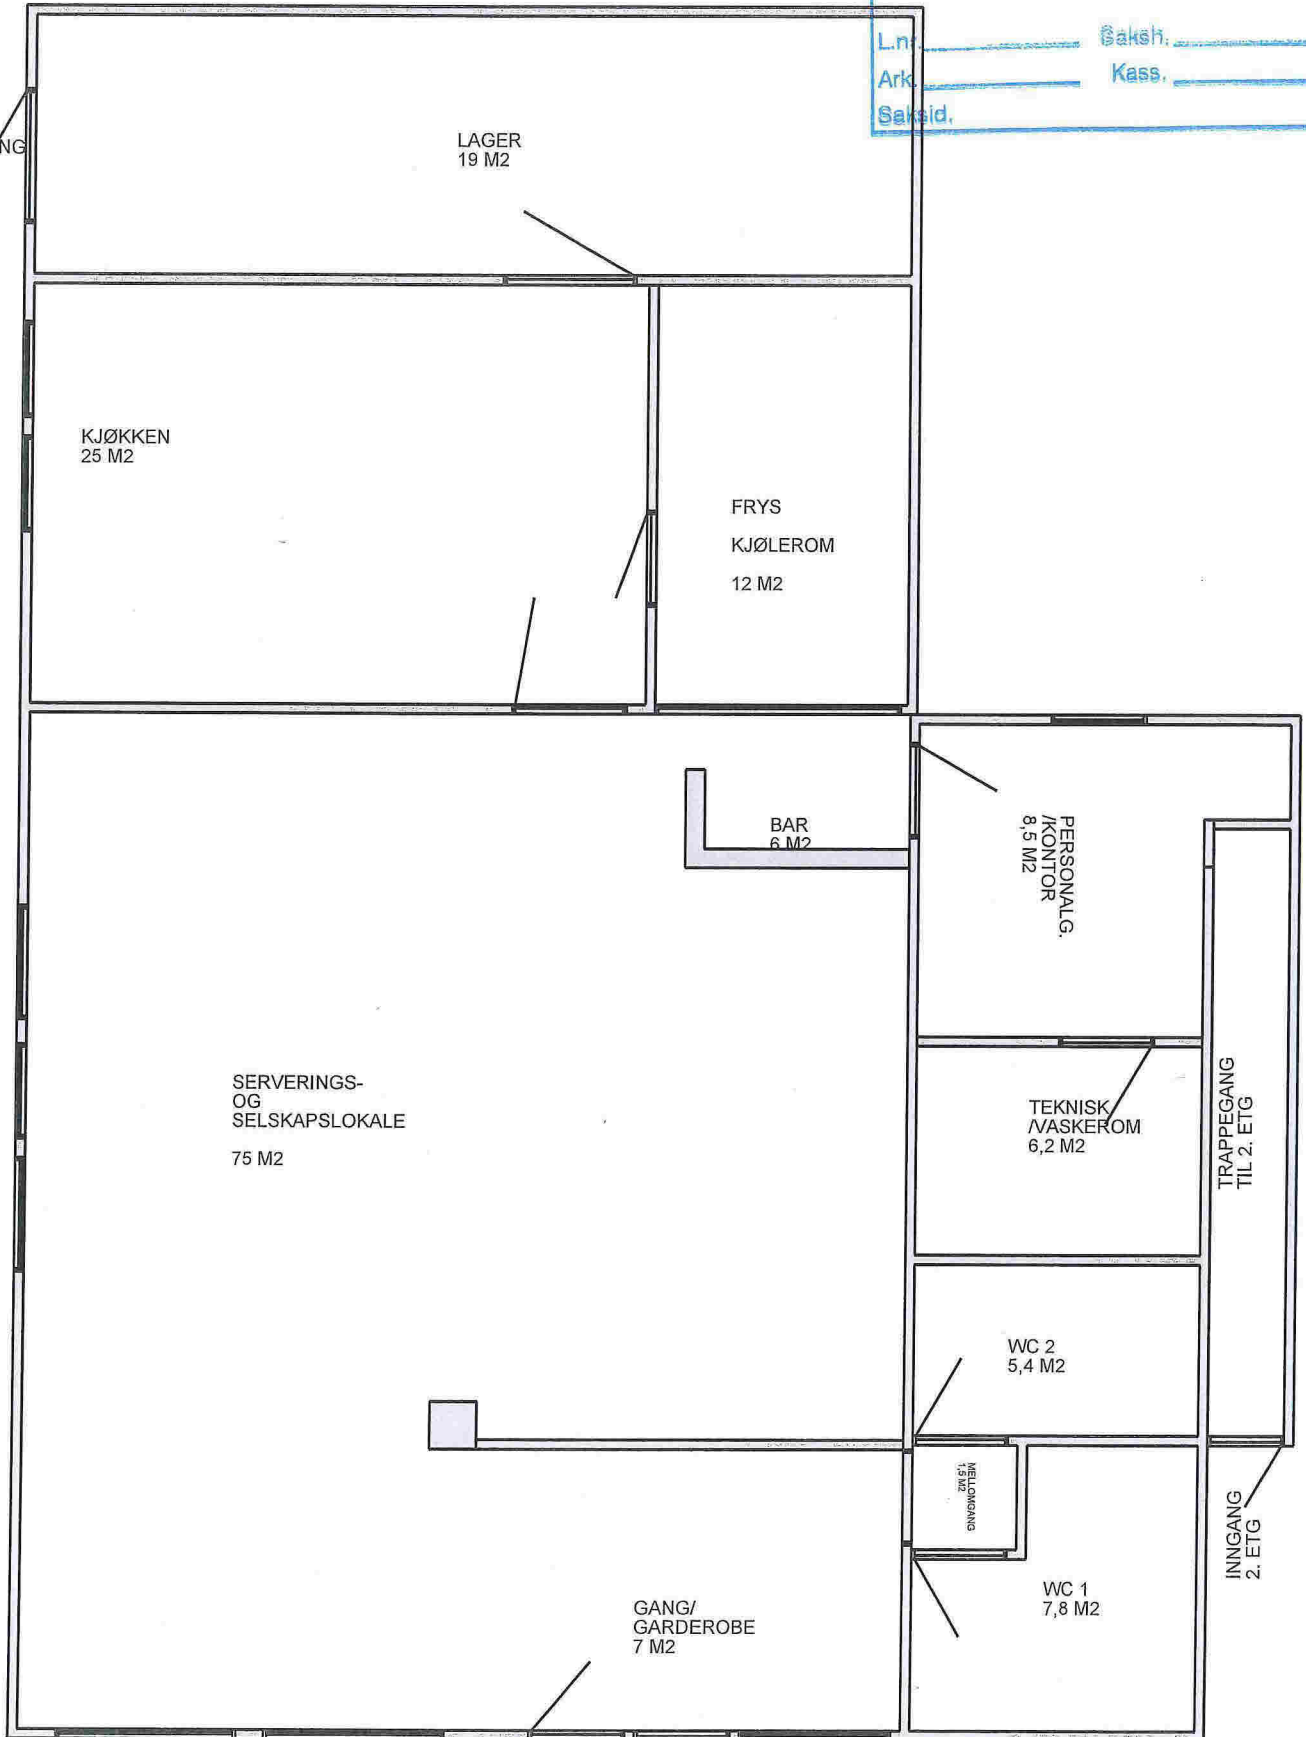 L.nr. Saksh.
Ark. Kass.
Saksid.
NG
LAGER
19 M2
KJØKKEN
25 M2
FRYS
KJØLEROM
12 M2
BAR
6 M2
PERSONALG.
/KONTOR
8,5 M2
SERVERINGS-
OG
SELSKAPSLOKALE
75 M2
TEKNISK
/VASKEROM
6,2 M2
TRAPPEGANG
TIL 2. ETG
WC 2
5,4 M2
MELLOMGANG
1,5 M2
INNGANG
2. ETG
WC 1
7,8 M2
GANG/
GARDEROBE
7 M2